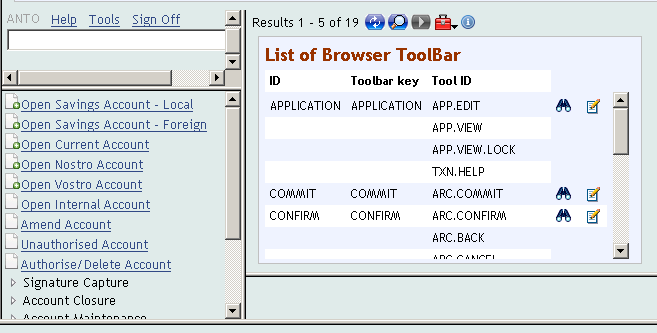 ANTO Help Tools Sign Off
Open Savings Account - Local
Open Savings Account - Foreign
Open Current Account
Open Nostro Account
Open Vostro Account
Open Internal Account
Amend Account
Unauthorised Account
Authorise/Delete Account
Signature Capture
Account Closure
Account Maintenance
Results 1 - 5 of 19
List of Browser ToolBar
ID Toolbar key Tool ID
APPLICATION APPLICATION APP.EDIT
APP.VIEW
APP.VIEW.LOCK
TXN.HELP
COMMIT COMMIT ARC.COMMIT
CONFIRM CONFIRM ARC.CONFIRM
ARC.BACK
ARC.CANCEL